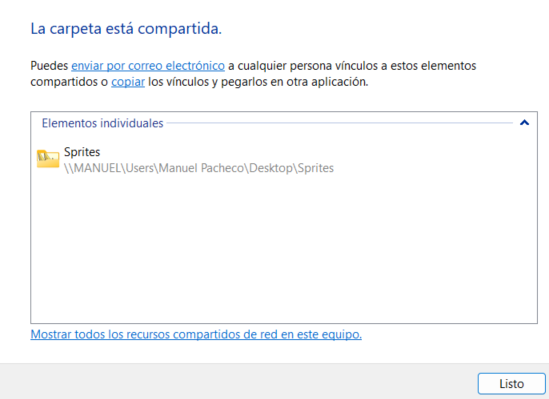 La carpeta está compartida.
Puedes enviar por correo electrónico a cualquier persona vínculos a estos elementos
compartidos o copiar los vínculos y pegarlos en otra aplicación.
Elementos individuales
Sprites
\\MANUEL\Users\Manuel Pacheco\Desktop\Sprites
Mostrar todos los recursos compartidos de red en este equipo.
Listo